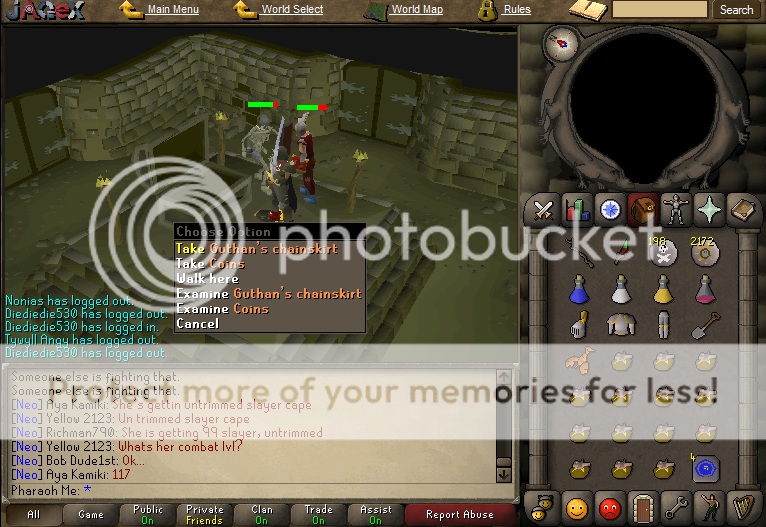 JAGeX
Main Menu
World Select
World Map
Rules
Search
Choose Option
Take Guthan's chainskirt
Take Coins
Walk here
Examine Guthan's chainskirt
Examine Coins
Cancel
photobucket
198
2172
Nonias has logged out.
Diediedie530 has logged out.
Diediedie530 has logged in.
Tywyll Angy has logged out.
Diediedie530 has logged out.
Protect more of your memories for less!
Someone else is fighting that.
Someone else is fighting that.
[Neo] Aya Kamiki: She's gettin untrimmed slayer cape
[Neo] Yellow 2123: Un trimmed slayer cape
[Neo] Richman790: She is getting 99 slayer, untrimmed
[Neo] Yellow 2123: Whats her combat lvl?
[Neo] Bob Dude1st: Ok...
[Neo] Aya Kamiki: 117
Pharaoh Me: *
4
All
Game
Public
On
Private
Friends
Clan
On
Trade
On
Assist
On
Report Abuse